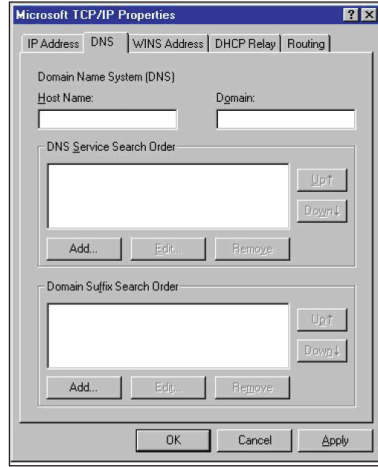 Microsoft TCP/IP Properties
IP Address DNS WINS Address DHCP Relay Routing
Domain Name System (DNS)
Host Name: Domain:
DNS Service Search Order
Up↑
Down↓
Add... Edit... Remove
Domain Suffix Search Order
Up↑
Down↓
Add... Edit... Remove
OK Cancel Apply